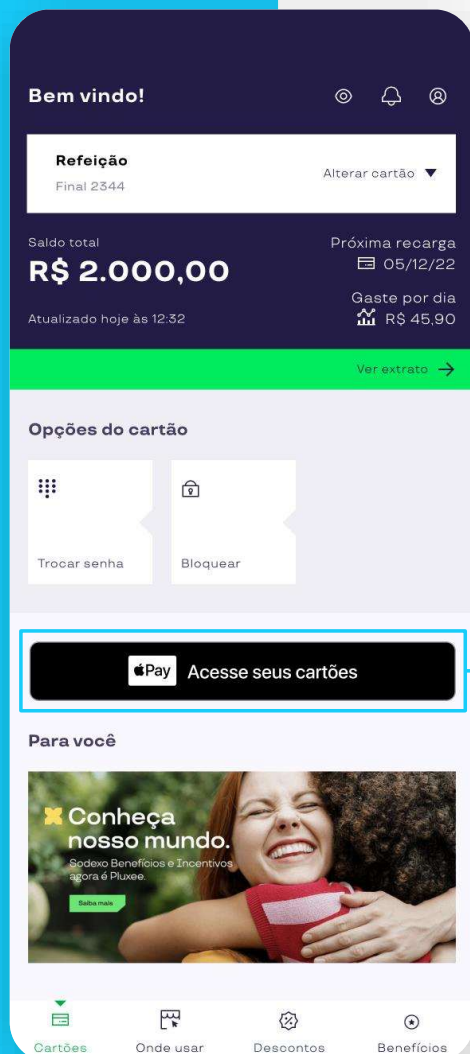 Bem vindo!
Refeição
Final 2344
Alterar cartão
Saldo total
R$ 2.000,00
Atualizado hoje às 12:32
Próxima recarga
05/12/22
Gaste por dia
R$ 45,90
Ver extrato
Opções do cartão
Trocar senha
Bloquear
Pay Acesse seus cartões
Para você
Conheça
nosso mundo.
Sodexo Benefícios e Incentivos
agora é Pluxee.
Saiba mais
Cartões
Onde usar
Descontos
Benefícios